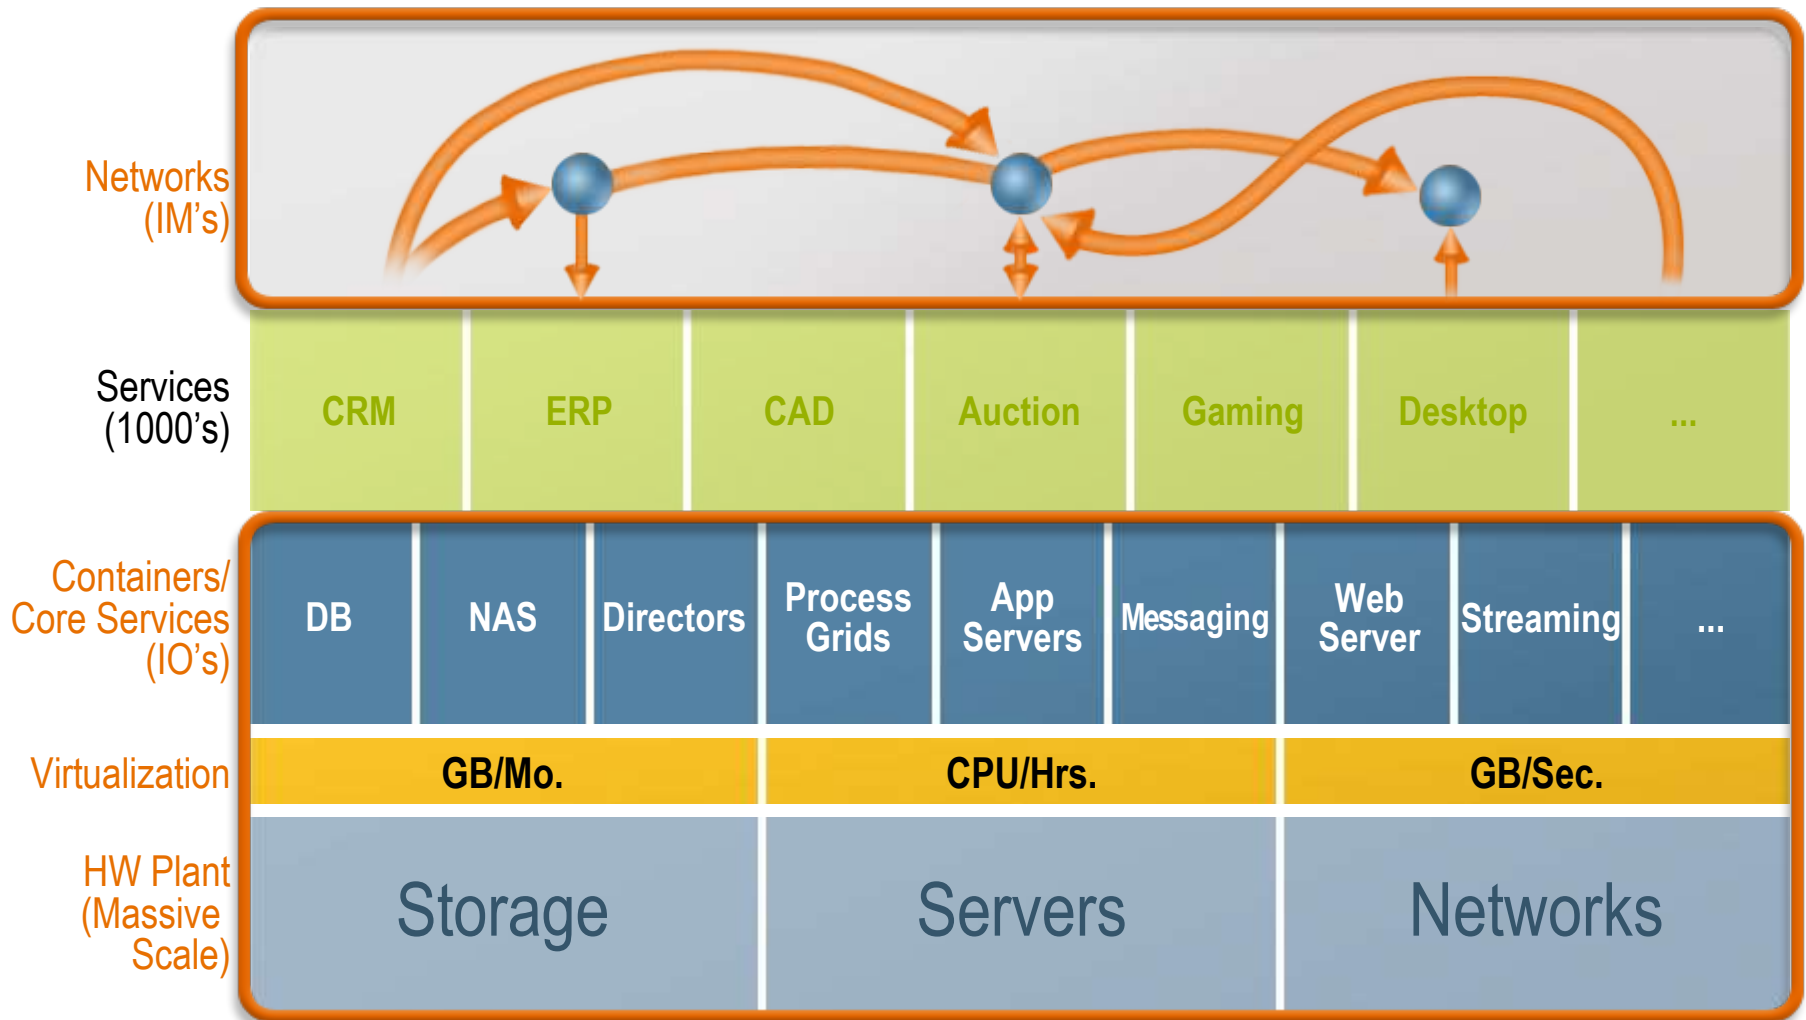 Networks
(IM's)
Services
(1000's)
CRM
ERP
CAD
Auction
Gaming
Desktop
...
Containers/
Core Services
(IO's)
DB
NAS
Directors
Process
Grids
App
Servers
Messaging
Web
Server
Streaming
...
Virtualization
GB/Mo.
CPU/Hrs.
GB/Sec.
HW Plant
(Massive
Scale)
Storage
Servers
Networks